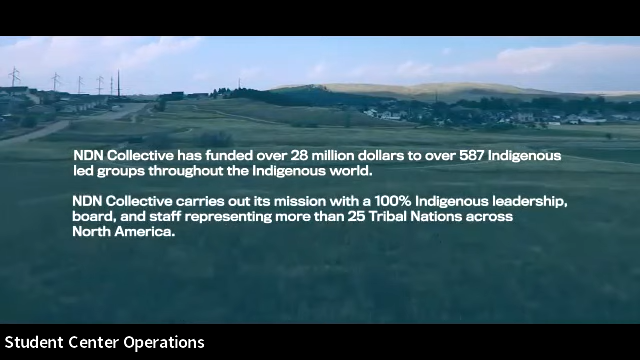 NDN Collective has funded over 28 million dollars to over 587 Indigenous
led groups throughout the Indigenous world.
NDN Collective carries out its mission with a 100% Indigenous leadership,
board, and staff representing more than 25 Tribal Nations across
North America.
Student Center Operations